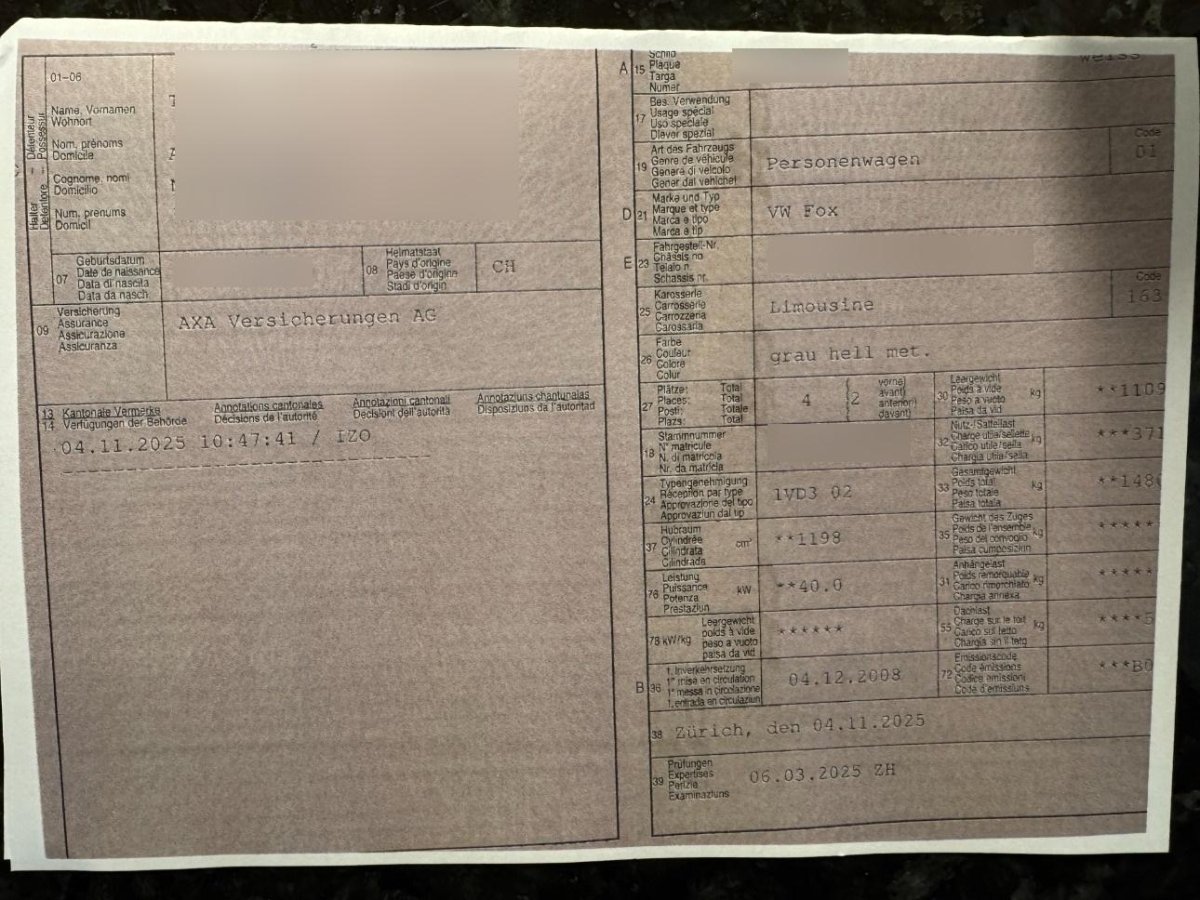 01-06
Halter - Détenteur
Detentore - Possessur
Name, Vornamen
Wohnort
Nom, prénoms
Domicile
Cognome, nomi
Domicilio
Num, prenums
Domicil
07
Geburtsdatum
Date de naissance
Data di nascita
Data da nasch.
08
Heimatstaat
Pays d'origine
Paese d'origine
Stadi d'origin
CH
09
Versicherung
Assurance
Assicurazione
Assicuranza
AXA Versicherungen AG
13 Kantonale Vermerke Annotations cantonales Annotazioni cantonali Annotaziuns chantunalas
14 Verfügungen der Behörde Décisions de l'autorité Decisioni dell'autorità Disposiziuns da l'autoritad
04.11.2025 10:47:41 / IZO
A 15
Schild
Plaque
Targa
Numer
weiss
17
Bes. Verwendung
Usage spécial
Uso speciale
Diever spezial
19
Art des Fahrzeugs
Genre de véhicule
Genere di veicolo
Gener dal vehichel
Personenwagen
Code
01
D 21
Marke und Typ
Marque et type
Marca e tipo
Marca e tip
VW Fox
E 23
Fahrgestell-Nr.
Châssis no
Telaio n.
Schassis nr.
25
Karosserie
Carrosserie
Carrozzeria
Carossaria
Limousine
Code
163
26
Farbe
Couleur
Colore
Colur
grau hell met.
27
Plätze: Total
Places: Total
Posti: Totale
Plazs: Total
4
2
vorne
avant
anteriori
davant
30
Leergewicht
Poids à vide
Peso a vuoto
Paisa da vid
kg
**1109
18
Stammnummer
N° matricule
N. di matricola
Nr. da matricla
32
Nutz-/Sattellast
Charge utile/sellette
Carico utile/sella
Chargia utila/sella
kg
***371
24
Typengenehmigung
Réception par type
Approvazione del tipo
Approvaziun dal tip
1VD3 02
33
Gesamtgewicht
Poids total
Peso totale
Paisa totala
kg
**1480
37
Hubraum
Cylindrée
Cilindrata
Cilindrada
cm³
**1198
35
Gewicht des Zuges
Poids de l'ensemble
Peso del convoglio
Paisa cumposiziun
kg
*****
76
Leistung
Puissance
Potenza
Prestaziun
kW
**40.0
31
Anhängelast
Poids remorquable
Carico rimorchiato
Chargia annexa
kg
*****
78 kW/kg
Leergewicht
poids à vide
peso a vuoto
paisa da vid
******
55
Dachlast
Charge sur le toit
Carico sul tetto
Chargia sin il tetg
kg
****5
B 36
1. Inverkehrsetzung
1re mise en circulation
1a messa in circolazione
1. entrada en circulaziun
04.12.2008
72
Emissionscode
Code émissions
Codice emissioni
Code d'emissiuns
***B0
38 Zürich, den 04.11.2025
39
Prüfungen
Expertises
Perizie
Examinaziuns
06.03.2025 ZH